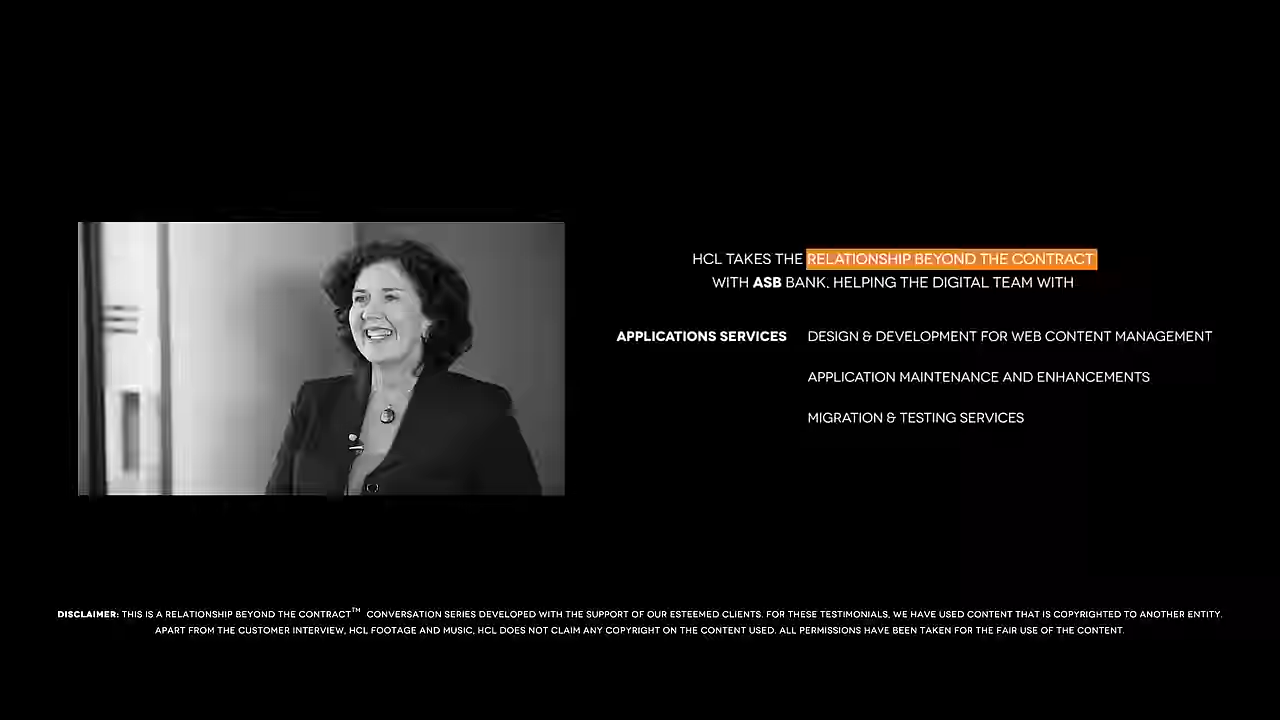 HCL TAKES THE RELATIONSHIP BEYOND THE CONTRACT
WITH ASB BANK. HELPING THE DIGITAL TEAM WITH
APPLICATIONS SERVICES DESIGN & DEVELOPMENT FOR WEB CONTENT MANAGEMENT
APPLICATION MAINTENANCE AND ENHANCEMENTS
MIGRATION & TESTING SERVICES
DISCLAIMER: THIS IS A RELATIONSHIP BEYOND THE CONTRACT™ CONVERSATION SERIES DEVELOPED WITH THE SUPPORT OF OUR ESTEEMED CLIENTS. FOR THESE TESTIMONIALS, WE HAVE USED CONTENT THAT IS COPYRIGHTED TO ANOTHER ENTITY.
APART FROM THE CUSTOMER INTERVIEW, HCL FOOTAGE AND MUSIC, HCL DOES NOT CLAIM ANY COPYRIGHT ON THE CONTENT USED. ALL PERMISSIONS HAVE BEEN TAKEN FOR THE FAIR USE OF THE CONTENT.